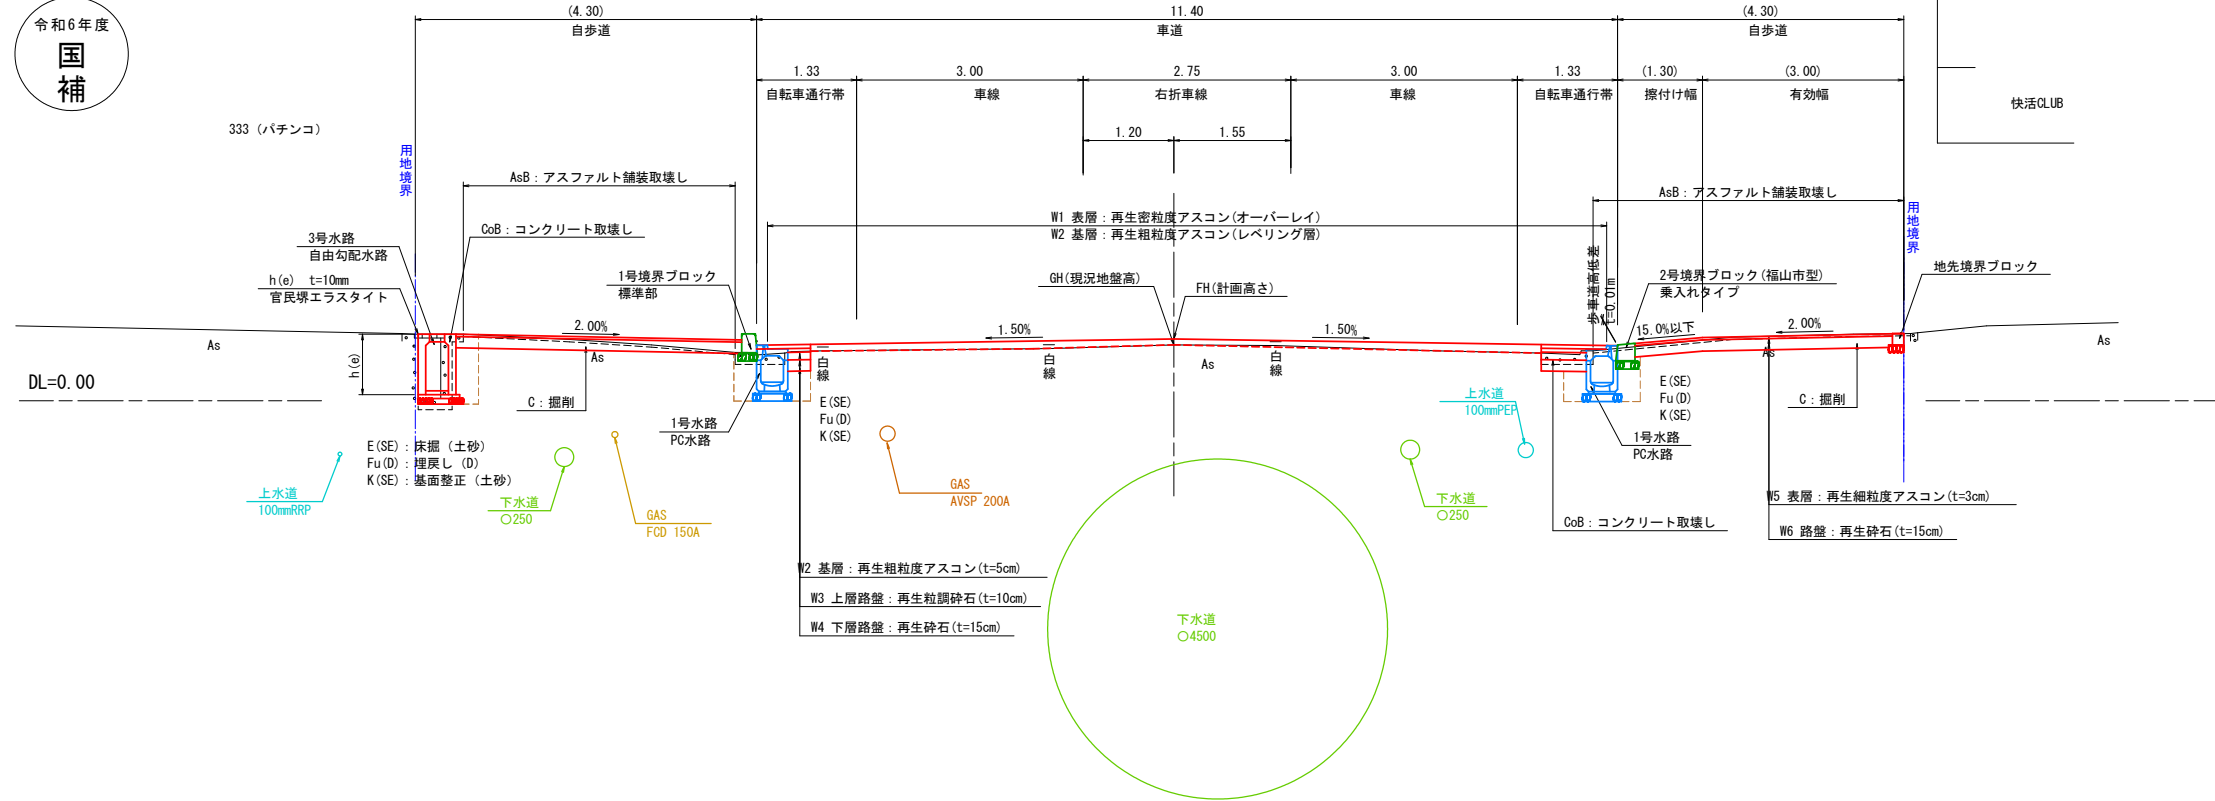 令和6年度
国
補
(4.30)
自歩道
11.40
車道
(4.30)
自歩道
1.33
自転車通行帯
3.00
車線
2.75
右折車線
3.00
車線
1.33
自転車通行帯
(1.30)
擦付け幅
(3.00)
有効幅
1.20
1.55
快活CLUB
333 (パチンコ)
用地境界
用地境界
AsB:アスファルト舗装取壊し
AsB:アスファルト舗装取壊し
CoB:コンクリート取壊し
W1 表層:再生密粒度アスコン(オーバーレイ)
W2 基層:再生粗粒度アスコン(レベリング層)
3号水路
自由勾配水路
h(e) t=10mm
官民堺エラスタイト
1号境界ブロック
標準部
GH(現況地盤高)
FH(計画高さ)
歩車道高低差
t=0.01m
2号境界ブロック(福山市型)
乗入れタイプ
地先境界ブロック
2.00%
1.50%
1.50%
15.0%以下
2.00%
As
As
As
As
As
h(e)
白線
白線
白線
DL=0.00
C:掘削
C:掘削
1号水路
PC水路
E(SE)
Fu(D)
K(SE)
E(SE)
Fu(D)
K(SE)
1号水路
PC水路
E(SE):床掘(土砂)
Fu(D):埋戻し(D)
K(SE):基面整正(土砂)
上水道
100mmRRP
下水道
○250
GAS
FCD 150A
GAS
AVSP 200A
上水道
100mmPEP
下水道
○250
CoB:コンクリート取壊し
W5 表層:再生細粒度アスコン(t=3cm)
W6 路盤:再生砕石(t=15cm)
W2 基層:再生粗粒度アスコン(t=5cm)
W3 上層路盤:再生粒調砕石(t=10cm)
W4 下層路盤:再生砕石(t=15cm)
下水道
○4500